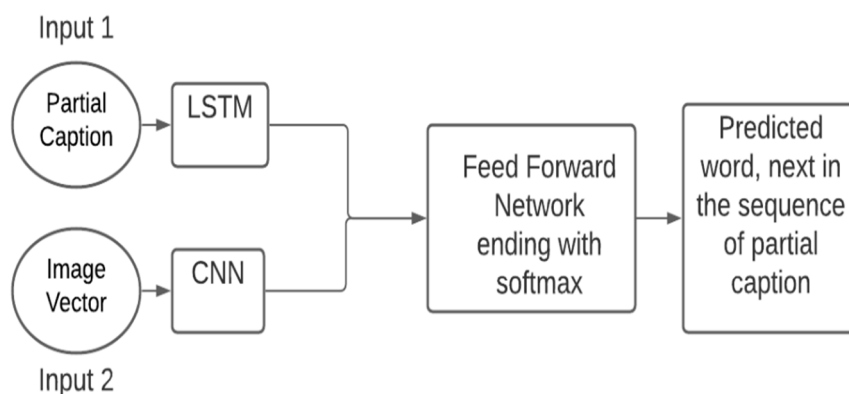 Input 1
Partial
Caption
LSTM
Image
Vector
CNN
Input 2
Feed Forward
Network
ending with
softmax
Predicted
word, next in
the sequence
of partial
caption